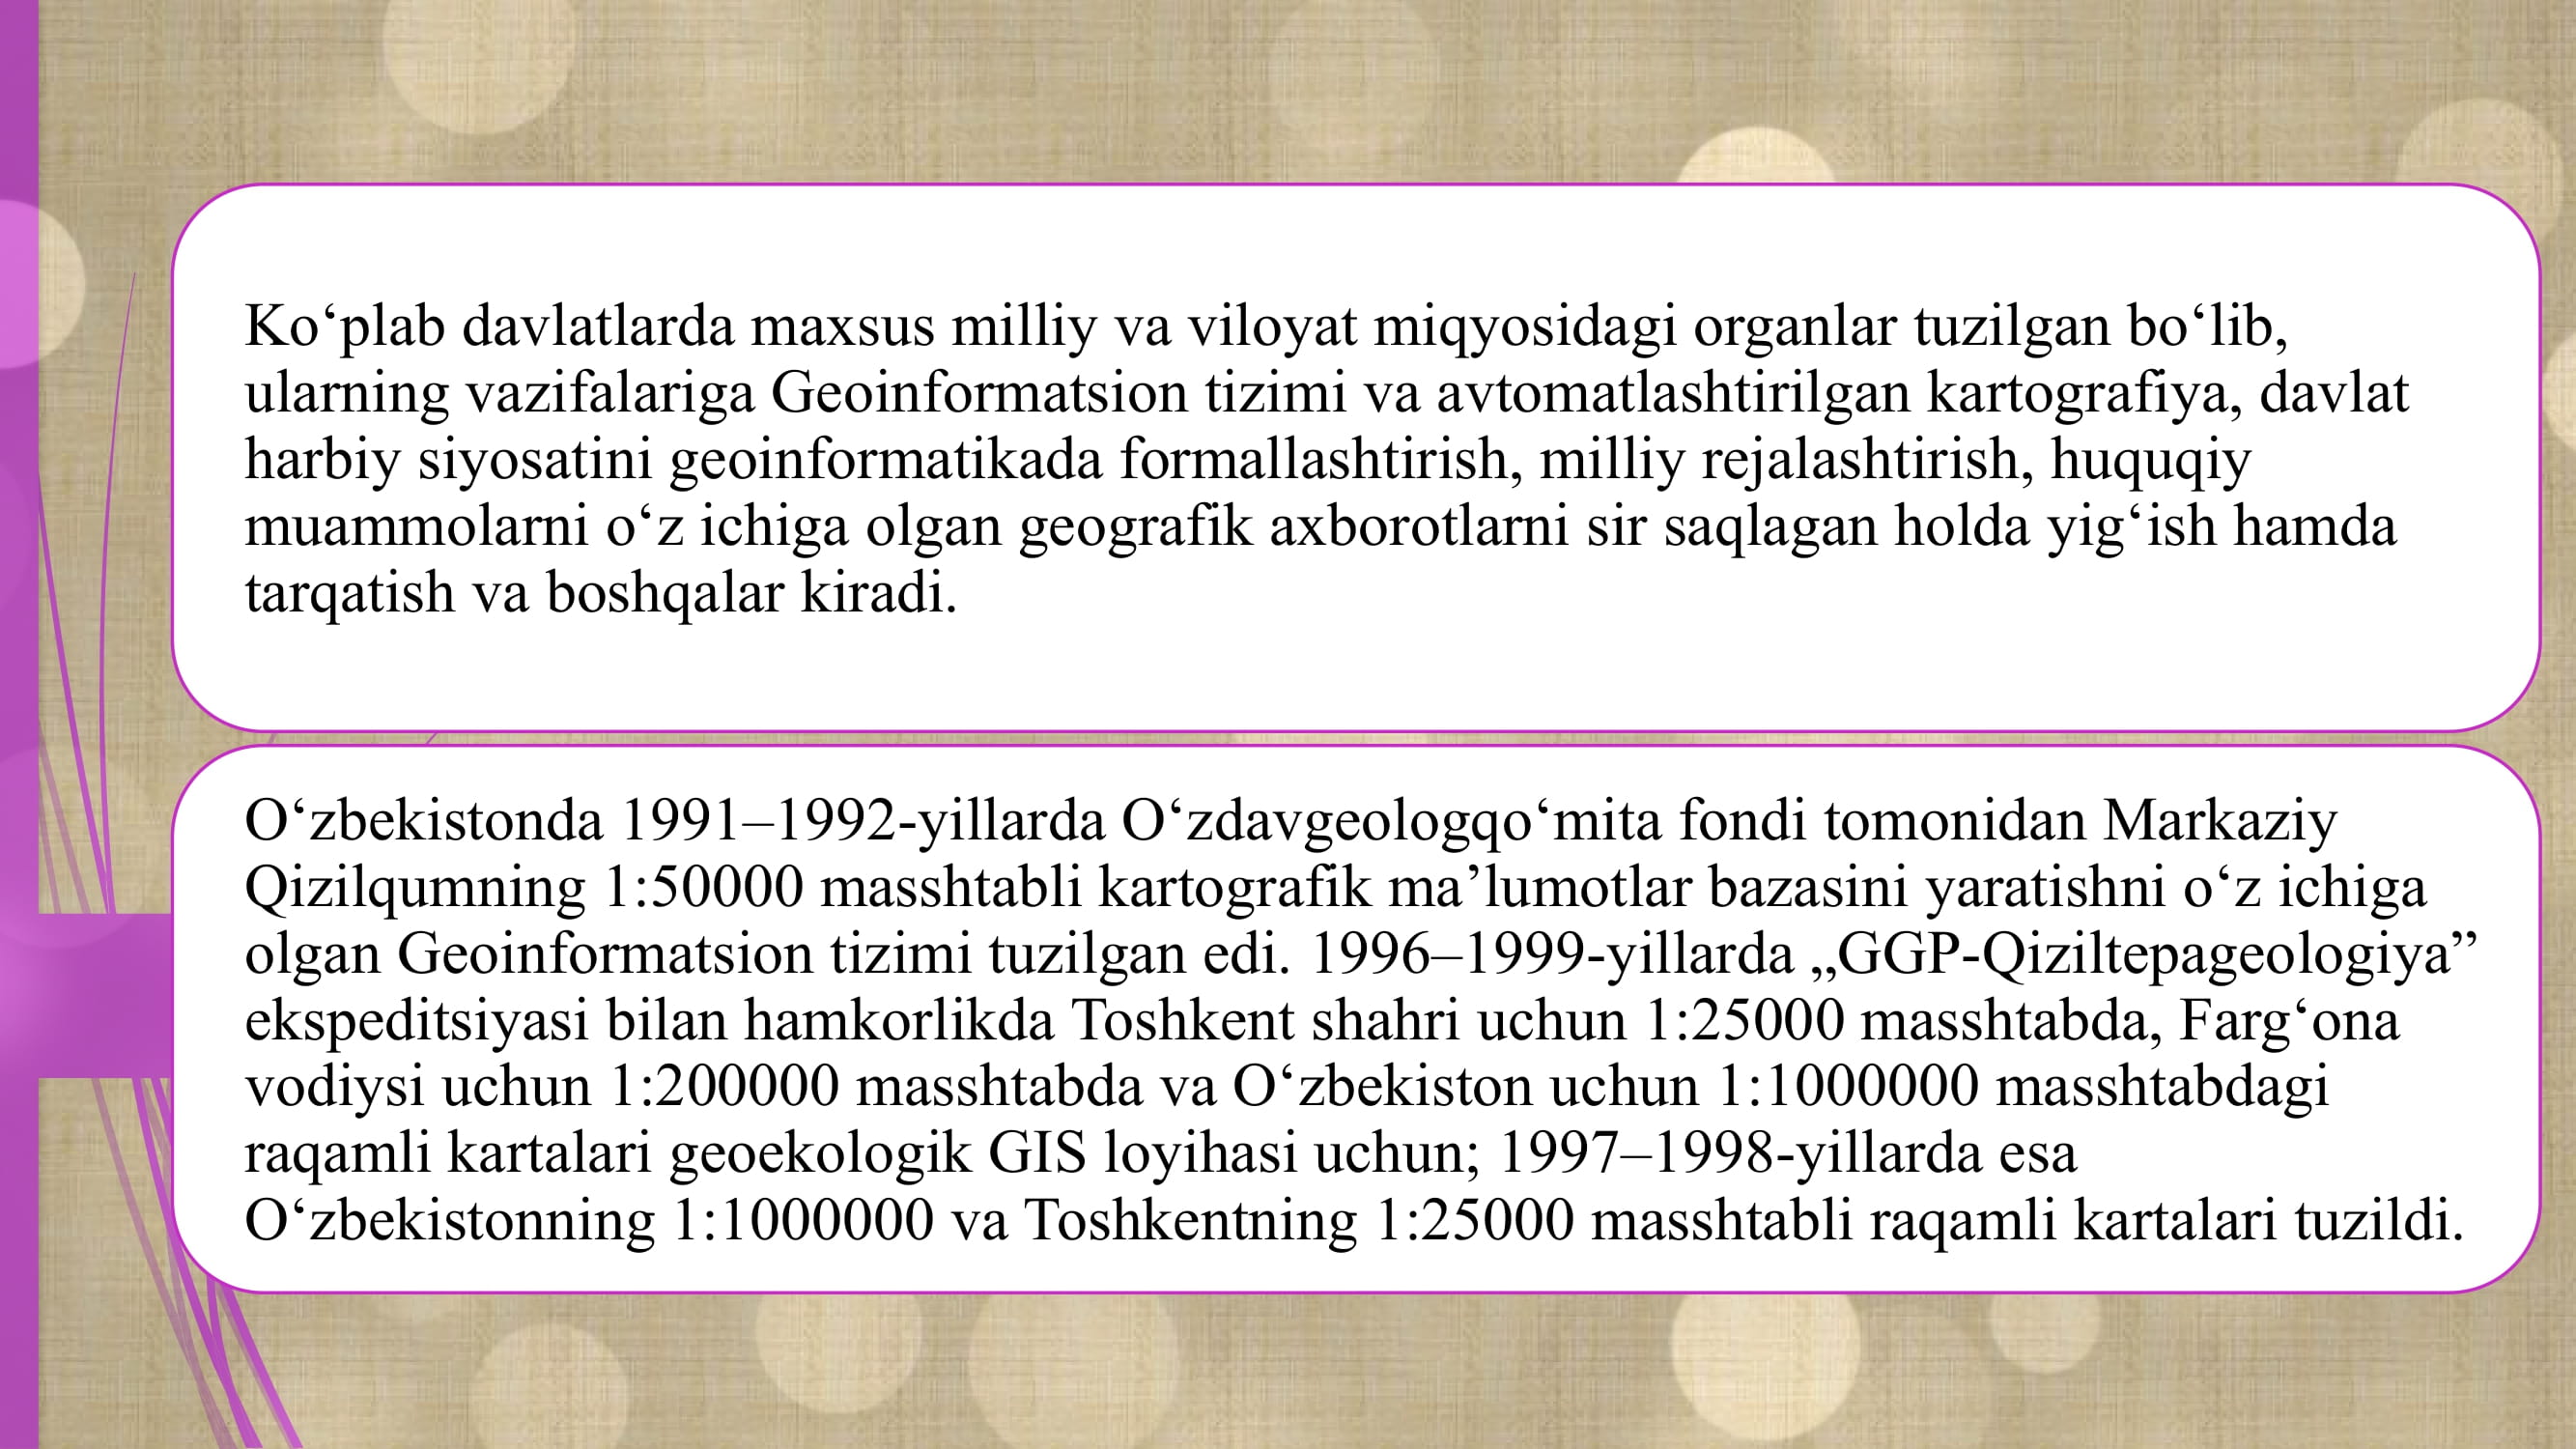 Ko‘plab davlatlarda maxsus milliy va viloyat miqyosidagi organlar tuzilgan bo‘lib,
ularning vazifalariga Geoinformatsion tizimi va avtomatlashtirilgan kartografiya, davlat
harbiy siyosatini geoinformatikada formallashtirish, milliy rejalashtirish, huquqiy
muammolarni o‘z ichiga olgan geografik axborotlarni sir saqlagan holda yig‘ish hamda
tarqatish va boshqalar kiradi.
O‘zbekistonda 1991–1992-yillarda O‘zdavgeologqo‘mita fondi tomonidan Markaziy
Qizilqumning 1:50000 masshtabli kartografik ma’lumotlar bazasini yaratishni o‘z ichiga
olgan Geoinformatsion tizimi tuzilgan edi. 1996–1999-yillarda „GGP-Qiziltepageologiya”
ekspeditsiyasi bilan hamkorlikda Toshkent shahri uchun 1:25000 masshtabda, Farg‘ona
vodiysi uchun 1:200000 masshtabda va O‘zbekiston uchun 1:1000000 masshtabdagi
raqamli kartalari geoekologik GIS loyihasi uchun; 1997–1998-yillarda esa
O‘zbekistonning 1:1000000 va Toshkentning 1:25000 masshtabli raqamli kartalari tuzildi.